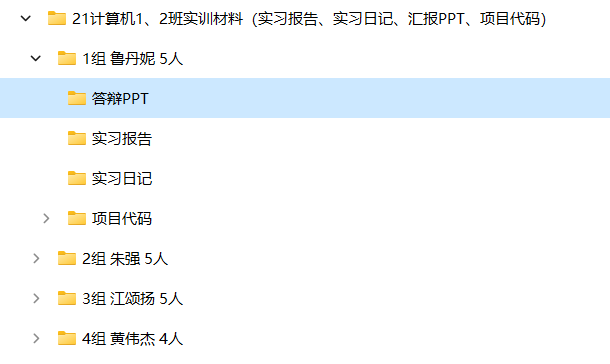 21计算机1、2班实训材料（实习报告、实习日记、汇报PPT、项目代码）
1组 鲁丹妮 5人
答辩PPT
实习报告
实习日记
项目代码
2组 朱强 5人
3组 江颂扬 5人
4组 黄伟杰 4人